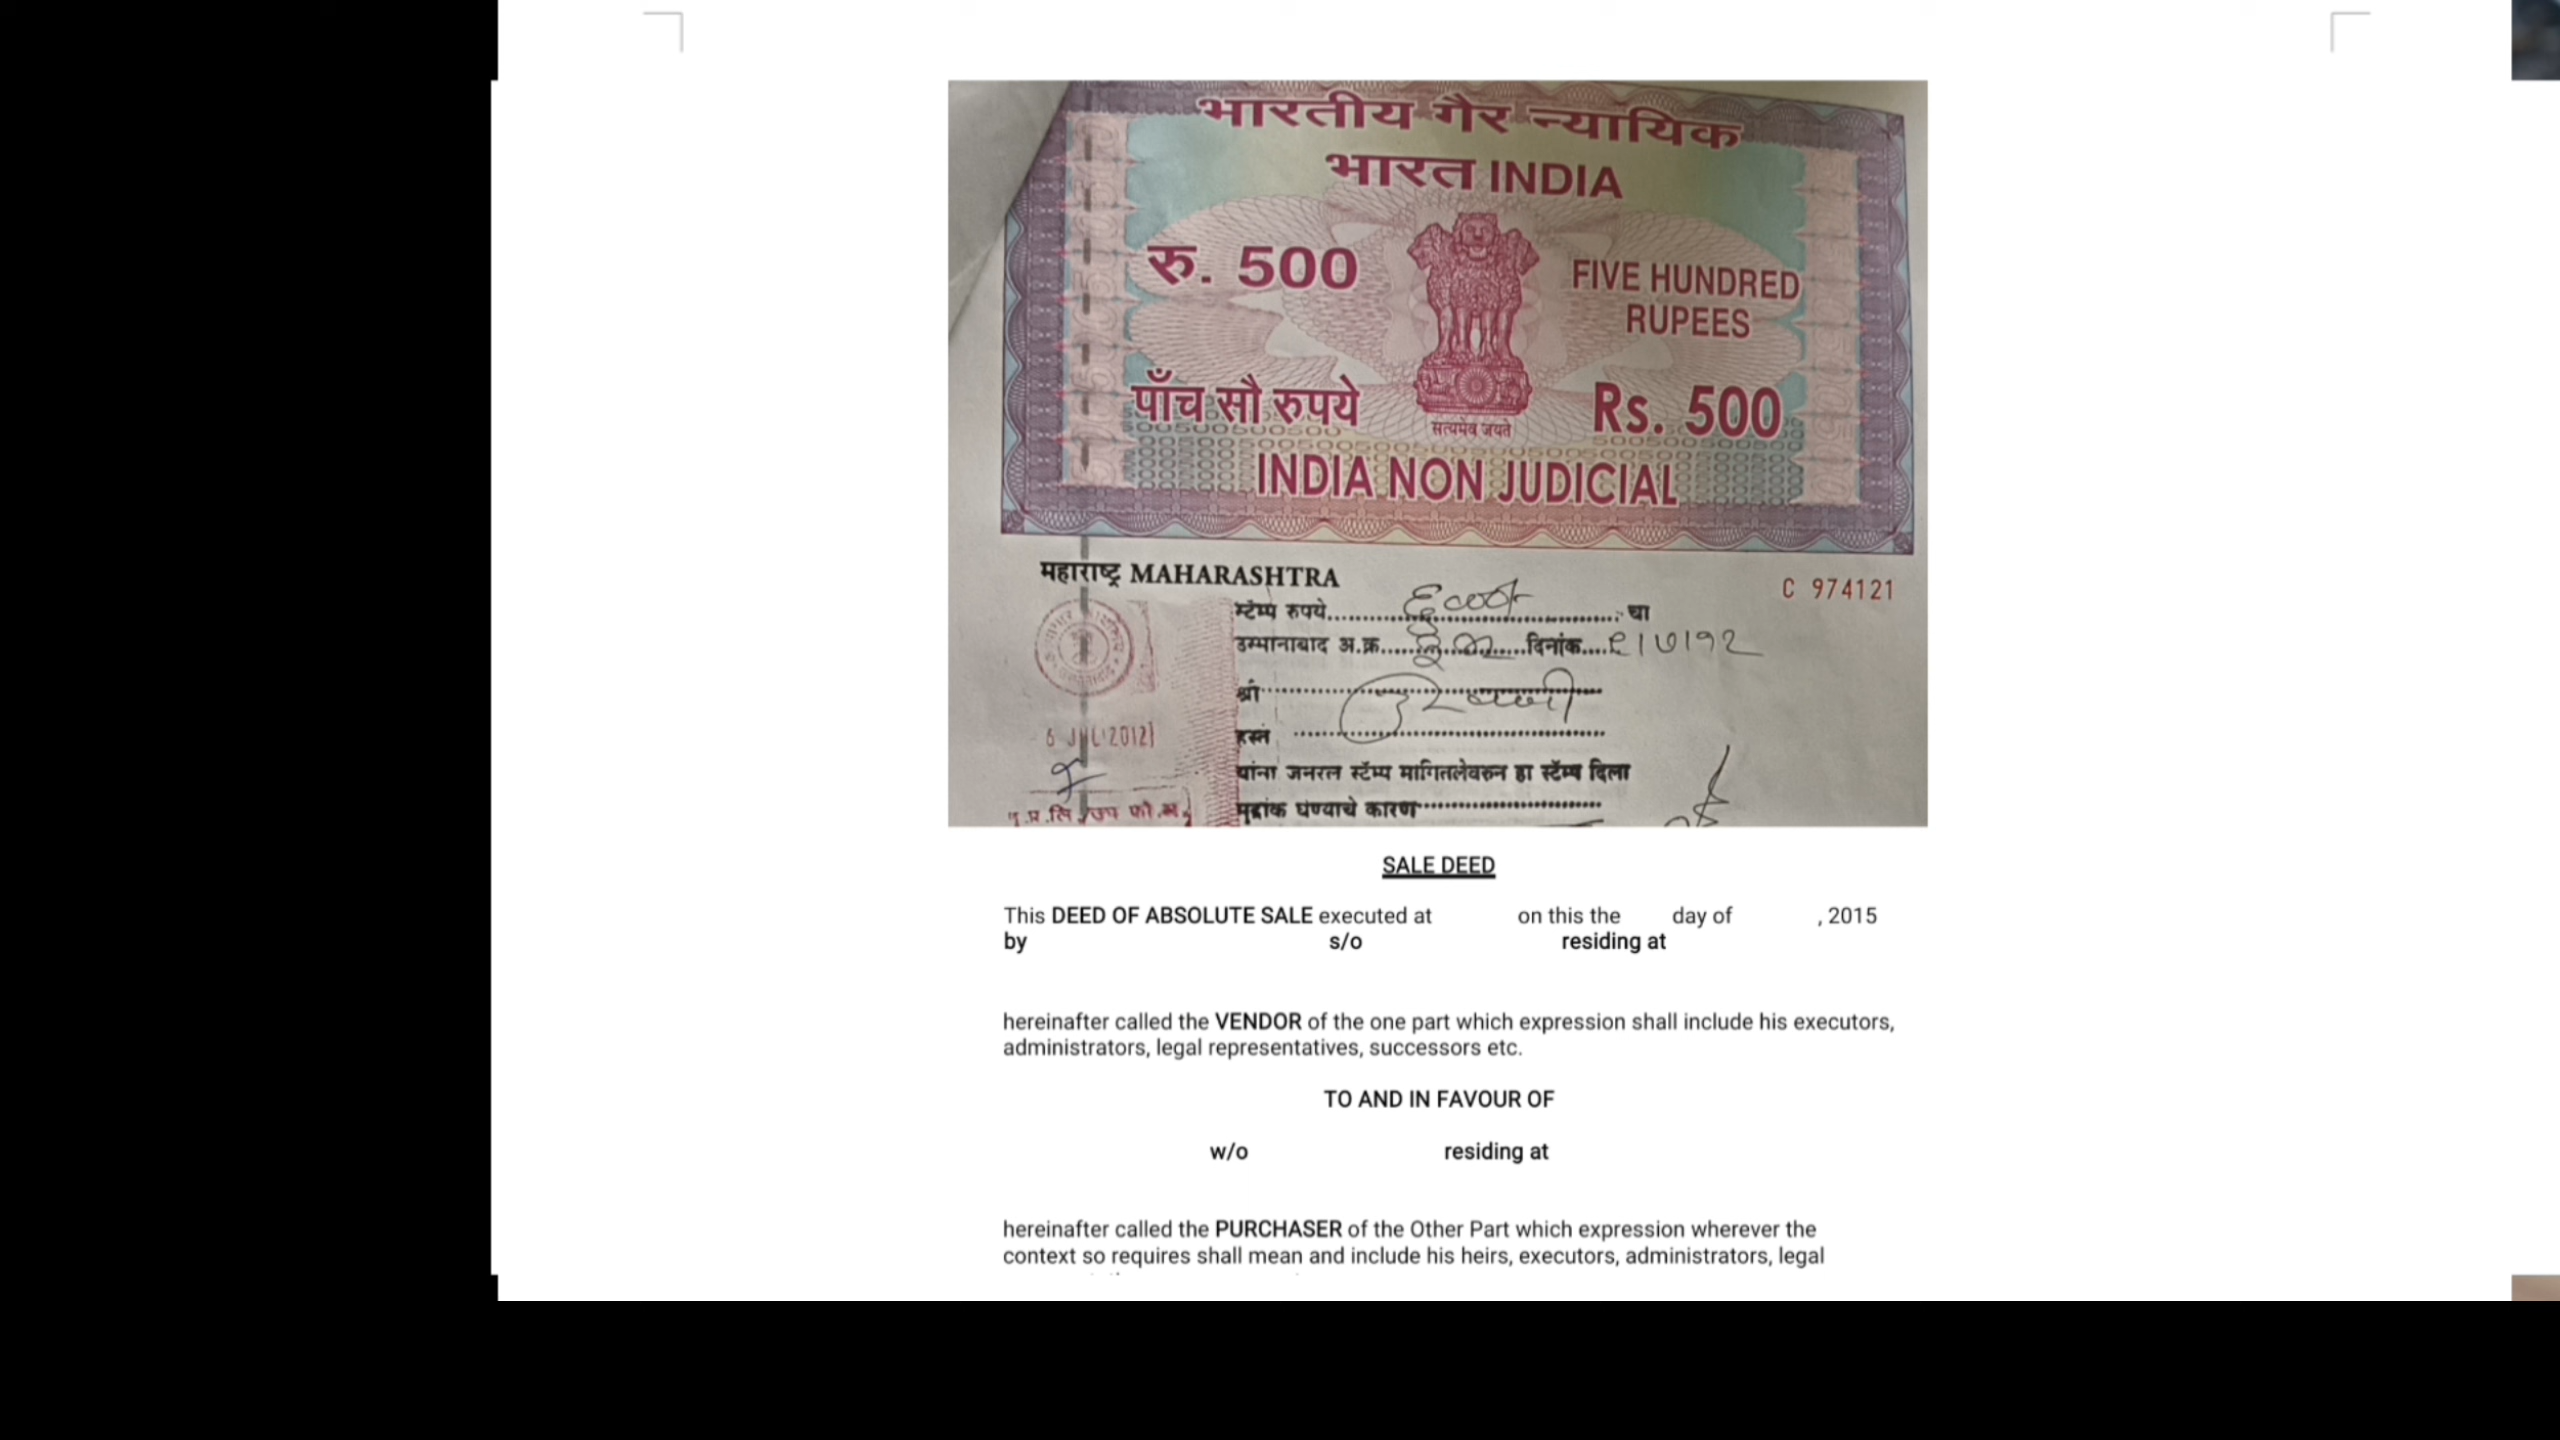 भारतीय गैर न्यायिक
भारत INDIA
रु. 500
FIVE HUNDRED
RUPEES
पाँच सौ रुपये
Rs. 500
सत्यमेव जयते
INDIA NON JUDICIAL
महाराष्ट्र MAHARASHTRA
C 974121
स्टॅम्प रुपये
चा
उस्मानाबाद अ.क्र. दिनांक ९।७।१२
श्री
हस्ते
6 JUL 2012
यांना जनरल स्टॅम्प मागितलेवरुन हा स्टॅम्प दिला
मुद्रांक घेण्याचे कारण
SALE DEED
This DEED OF ABSOLUTE SALE executed at on this the day of , 2015
by s/o residing at
hereinafter called the VENDOR of the one part which expression shall include his executors,
administrators, legal representatives, successors etc.
TO AND IN FAVOUR OF
w/o residing at
hereinafter called the PURCHASER of the Other Part which expression wherever the
context so requires shall mean and include his heirs, executors, administrators, legal